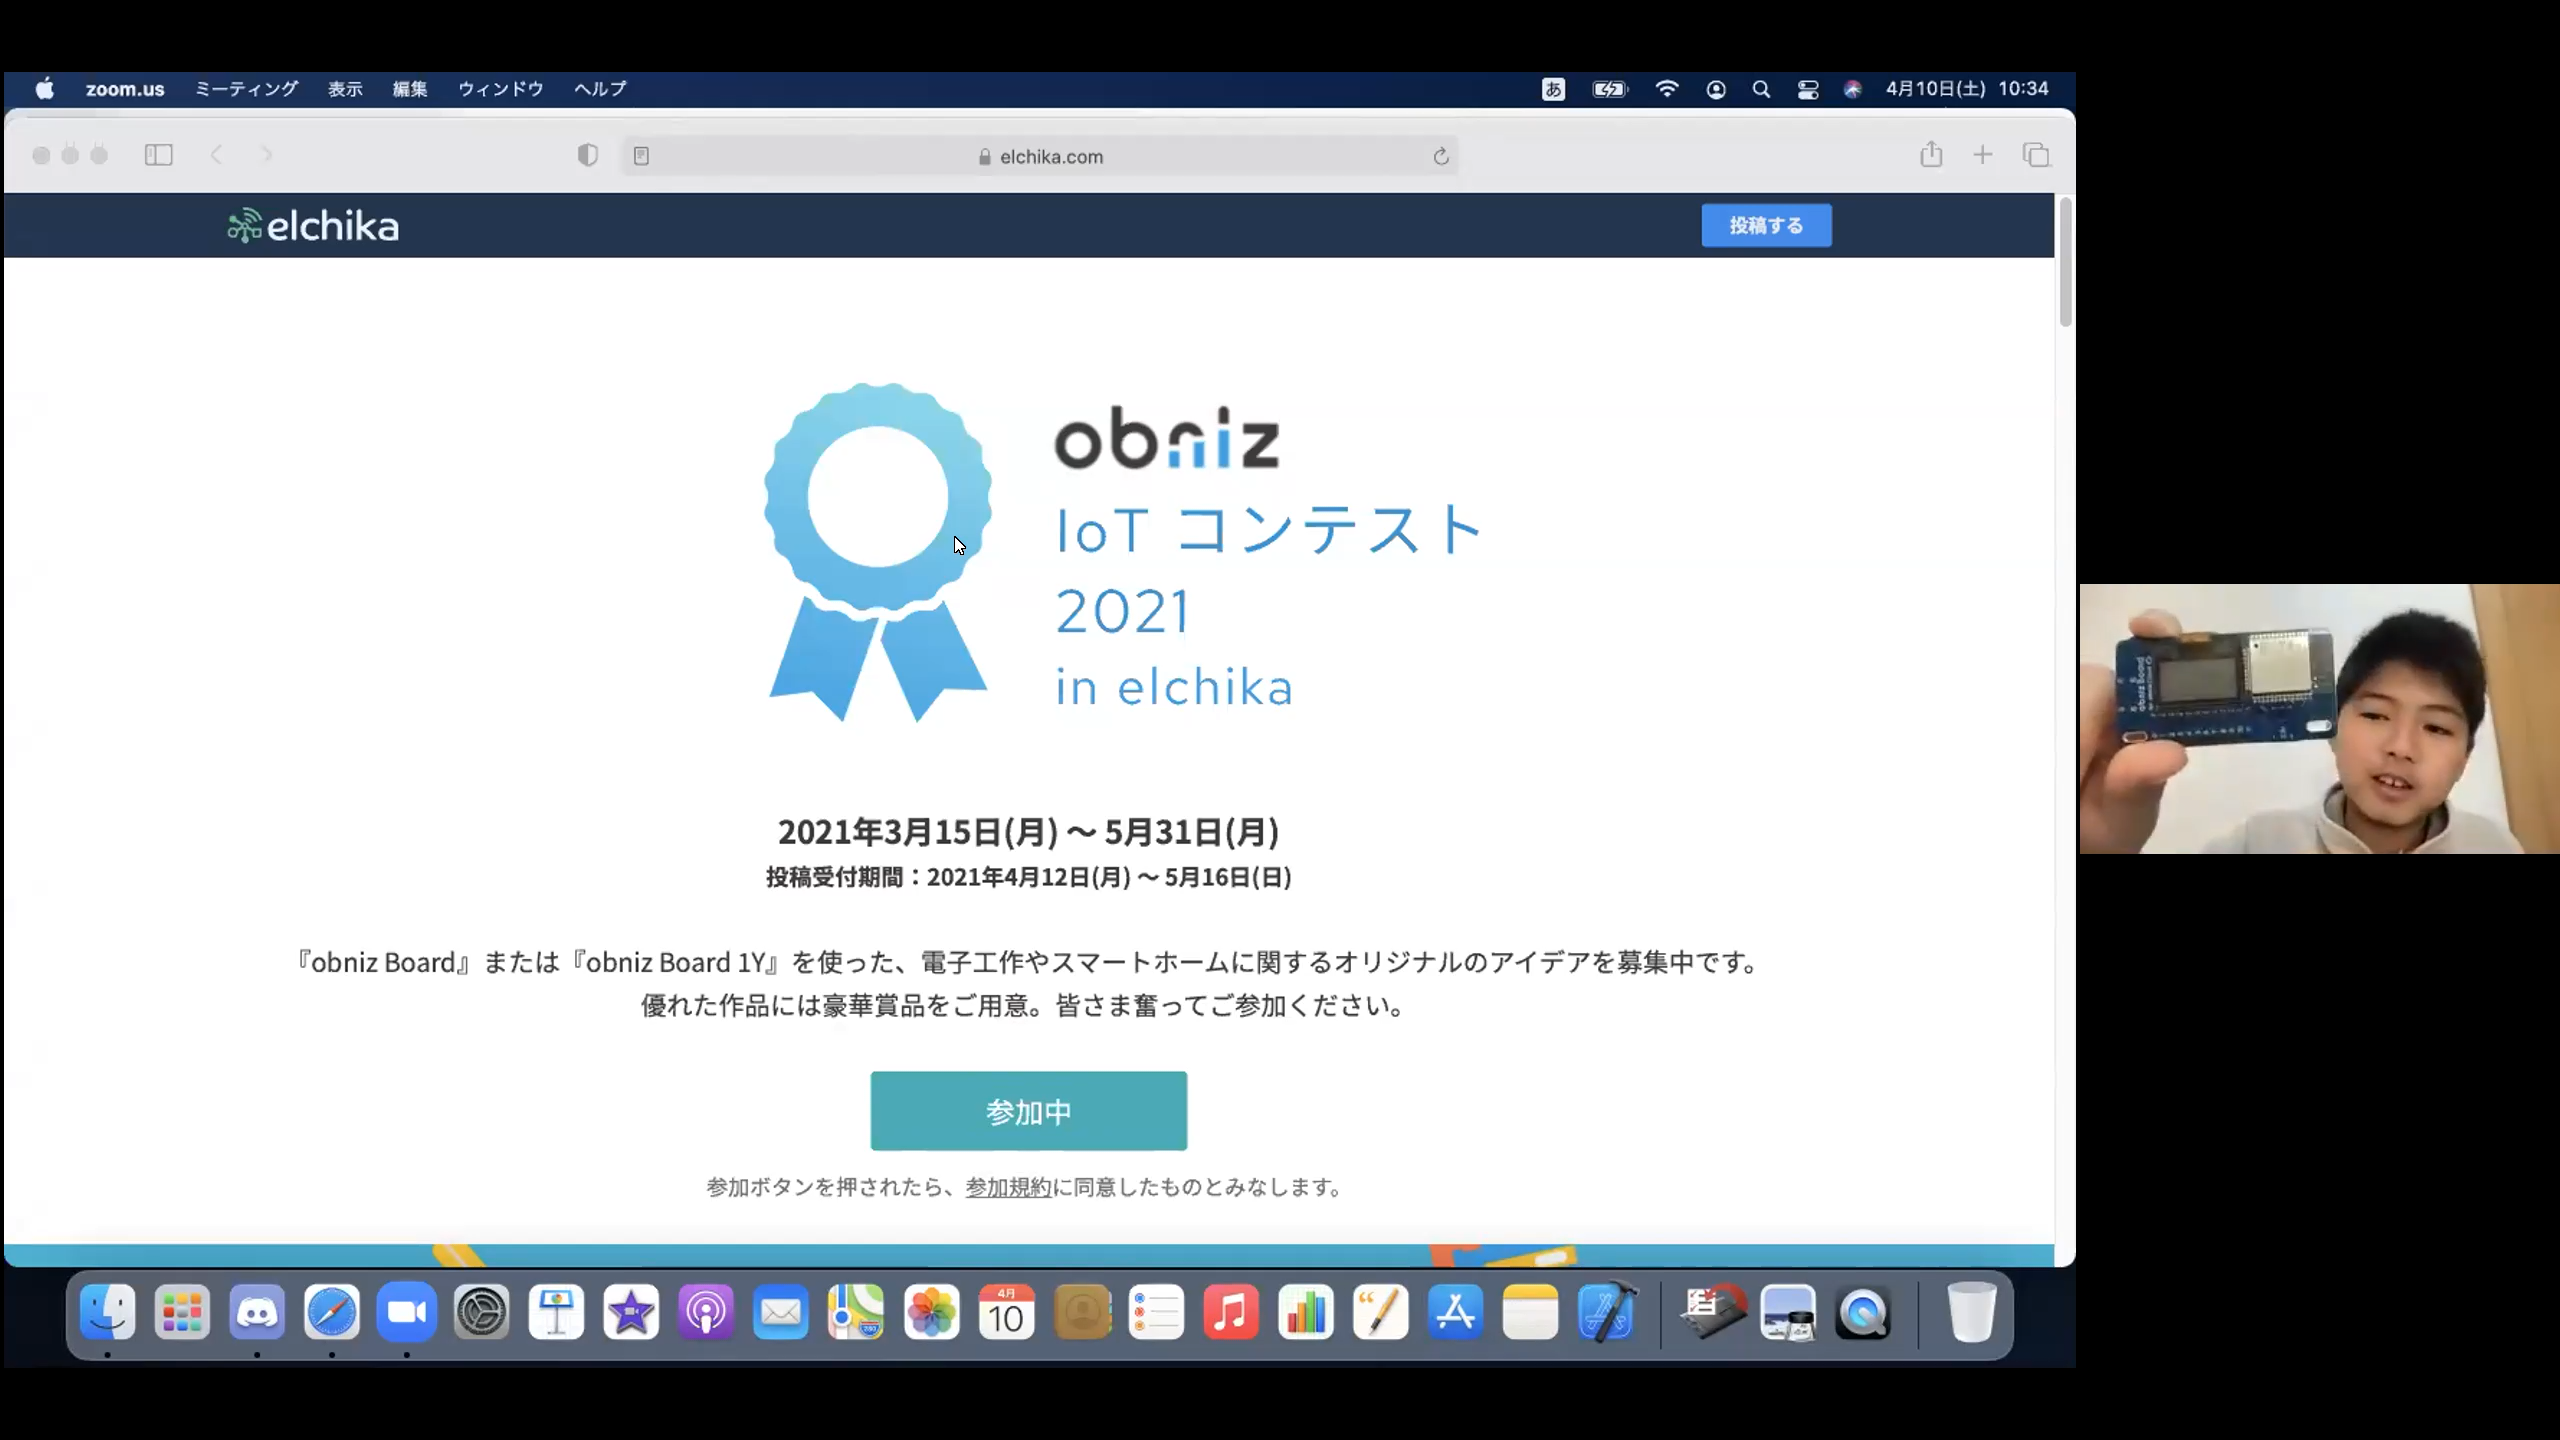 zoom.us ミーティング 表示 編集 ウィンドウ ヘルプ あ 4月10日(土) 10:34
elchika.com
elchika 投稿する
obniz
IoT コンテスト
2021
in elchika
2021年3月15日(月) 〜 5月31日(月)
投稿受付期間：2021年4月12日(月) 〜 5月16日(日)
『obniz Board』または『obniz Board 1Y』を使った、電子工作やスマートホームに関するオリジナルのアイデアを募集中です。
優れた作品には豪華賞品をご用意。皆さま奮ってご参加ください。
参加中
参加ボタンを押されたら、参加規約に同意したものとみなします。
obniz Board
4月
10